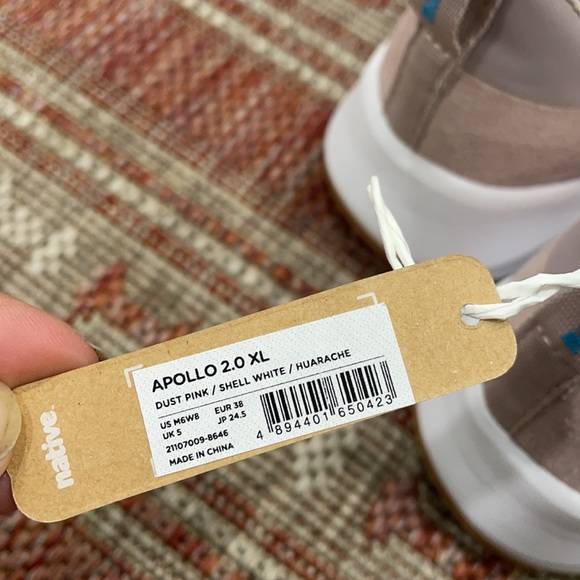 APOLLO 2.0 XL
DUST PINK / SHELL WHITE / HUARACHE
US M6W8 EUR 38
UK 5 JP 24.5
21107009-8646
MADE IN CHINA
4 894401 650423
native.